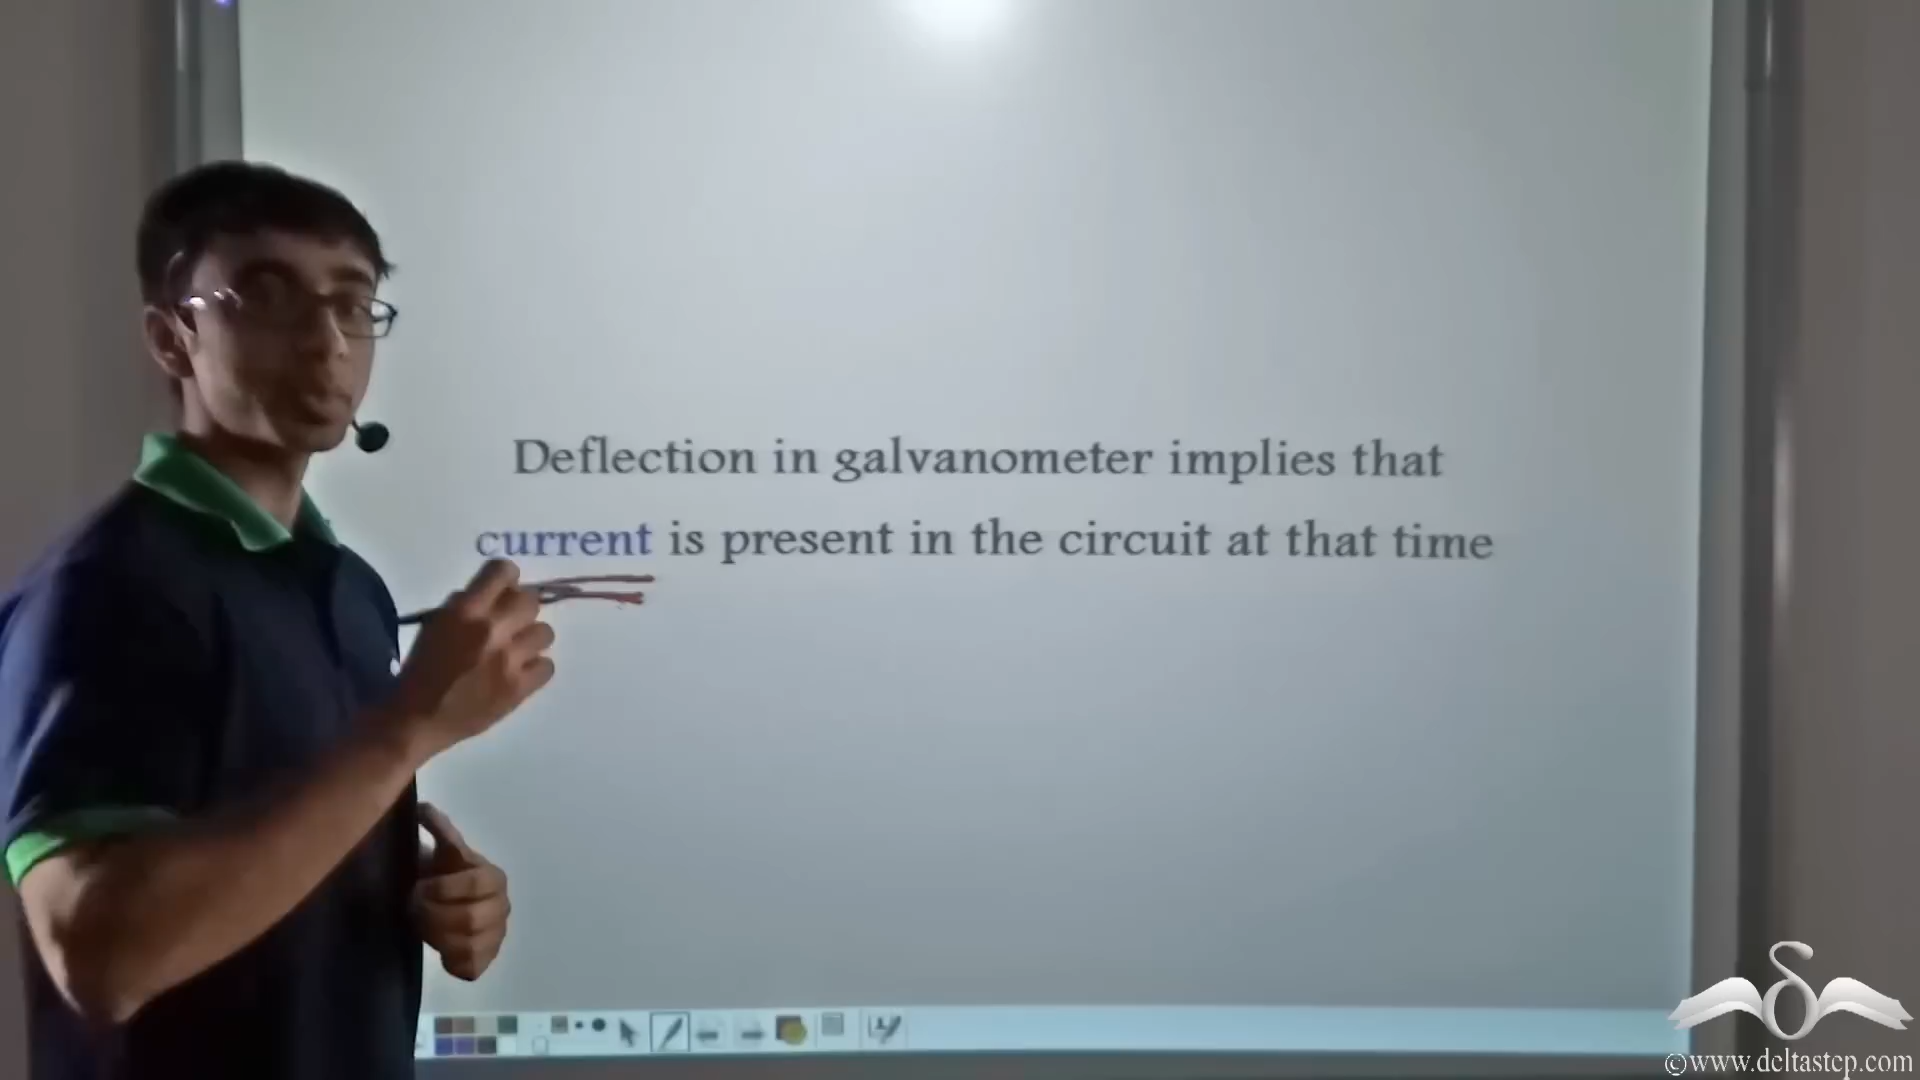 Deflection in galvanometer implies that
current is present in the circuit at that time
©www.deltastep.com